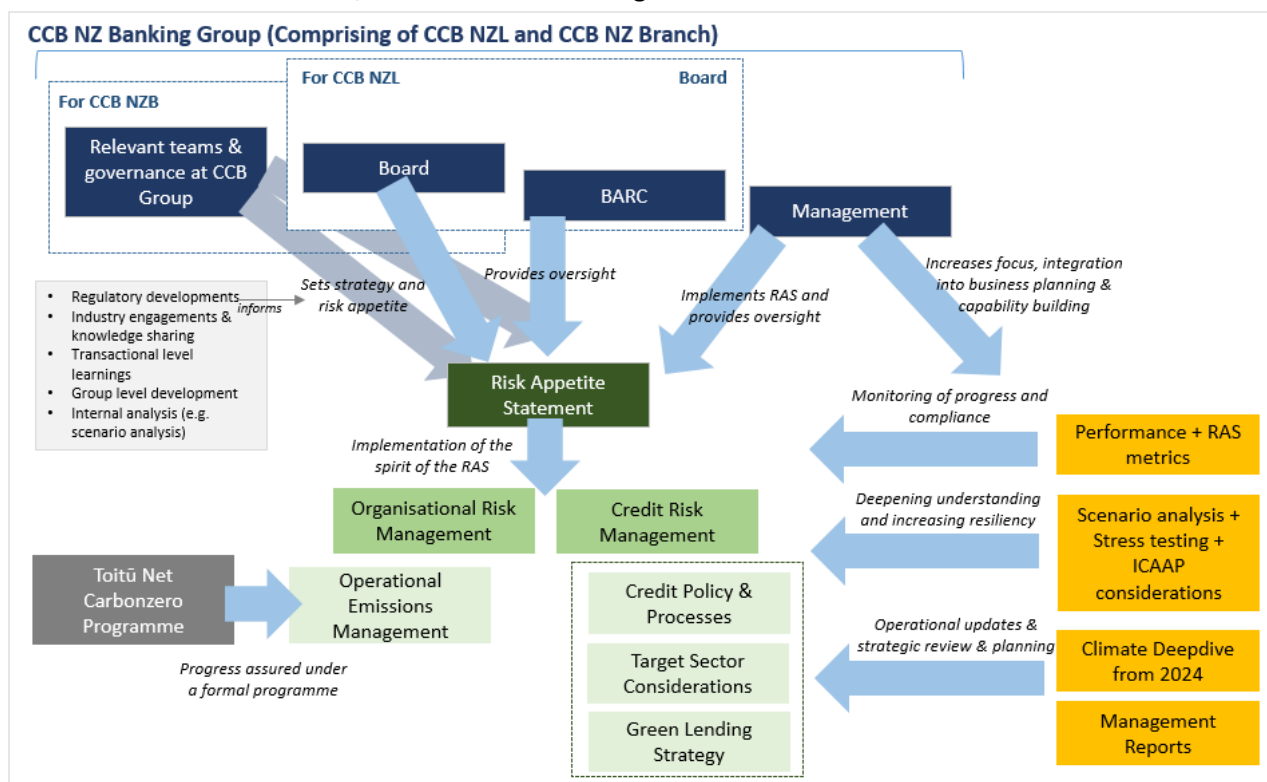 CCB NZ Banking Group (Comprising of CCB NZL and CCB NZ Branch)
For CCB NZL
Board
For CCB NZB
Relevant teams &
governance at CCB
Group
Board
BARC
Management
Regulatory developments
Industry engagements &
knowledge sharing
Transactional level
learnings
Group level development
Internal analysis (e.g.
scenario analysis)
informs
Sets strategy and
risk appetite
Provides oversight
Implements RAS and
provides oversight
Increases focus, integration
into business planning &
capability building
Risk Appetite
Statement
Monitoring of progress and
compliance
Performance + RAS
metrics
Implementation of the
spirit of the RAS
Organisational Risk
Management
Credit Risk
Management
Deepening understanding
and increasing resiliency
Scenario analysis +
Stress testing +
ICAAP
considerations
Toitū Net
Carbonzero
Programme
Operational
Emissions
Management
Progress assured under
a formal programme
Credit Policy &
Processes
Target Sector
Considerations
Green Lending
Strategy
Operational updates &
strategic review & planning
Climate Deepdive
from 2024
Management
Reports